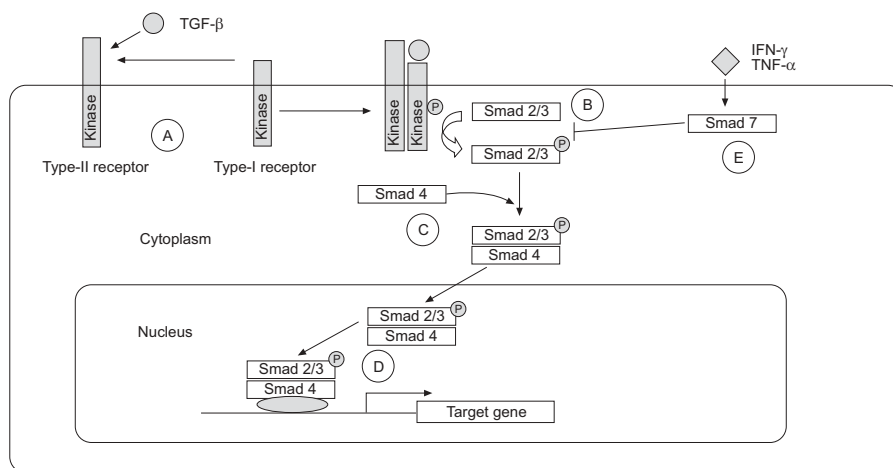 TGF-β
IFN-γ
TNF-α
Kinase
Kinase
Kinase
Kinase
P
Smad 2/3
B
Smad 7
A
Smad 2/3
P
E
Type-II receptor
Type-I receptor
Smad 4
C
Cytoplasm
Smad 2/3
P
Smad 4
Nucleus
Smad 2/3
P
Smad 4
Smad 2/3
P
D
Smad 4
Target gene